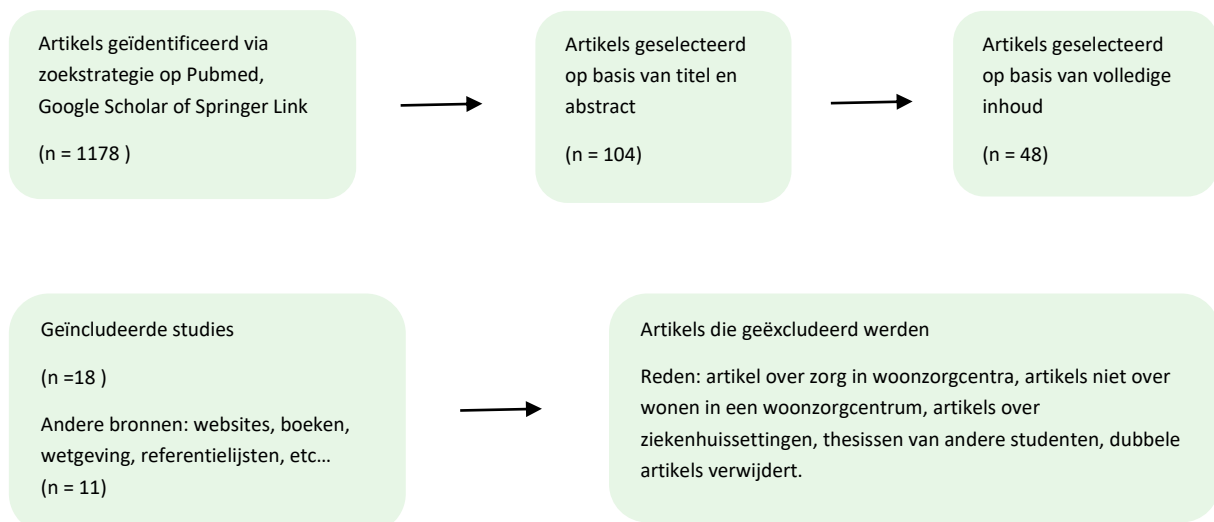 Artikels geïdentificeerd via
zoekstrategie op Pubmed,
Google Scholar of Springer Link
(n = 1178 )
Artikels geselecteerd
op basis van titel en
abstract
(n = 104)
Artikels geselecteerd
op basis van volledige
inhoud
(n = 48)
Geïncludeerde studies
(n =18 )
Andere bronnen: websites, boeken,
wetgeving, referentielijsten, etc…
(n = 11)
Artikels die geëxcludeerd werden
Reden: artikel over zorg in woonzorgcentra, artikels niet over
wonen in een woonzorgcentrum, artikels over
ziekenhuissettingen, thesissen van andere studenten, dubbele
artikels verwijdert.